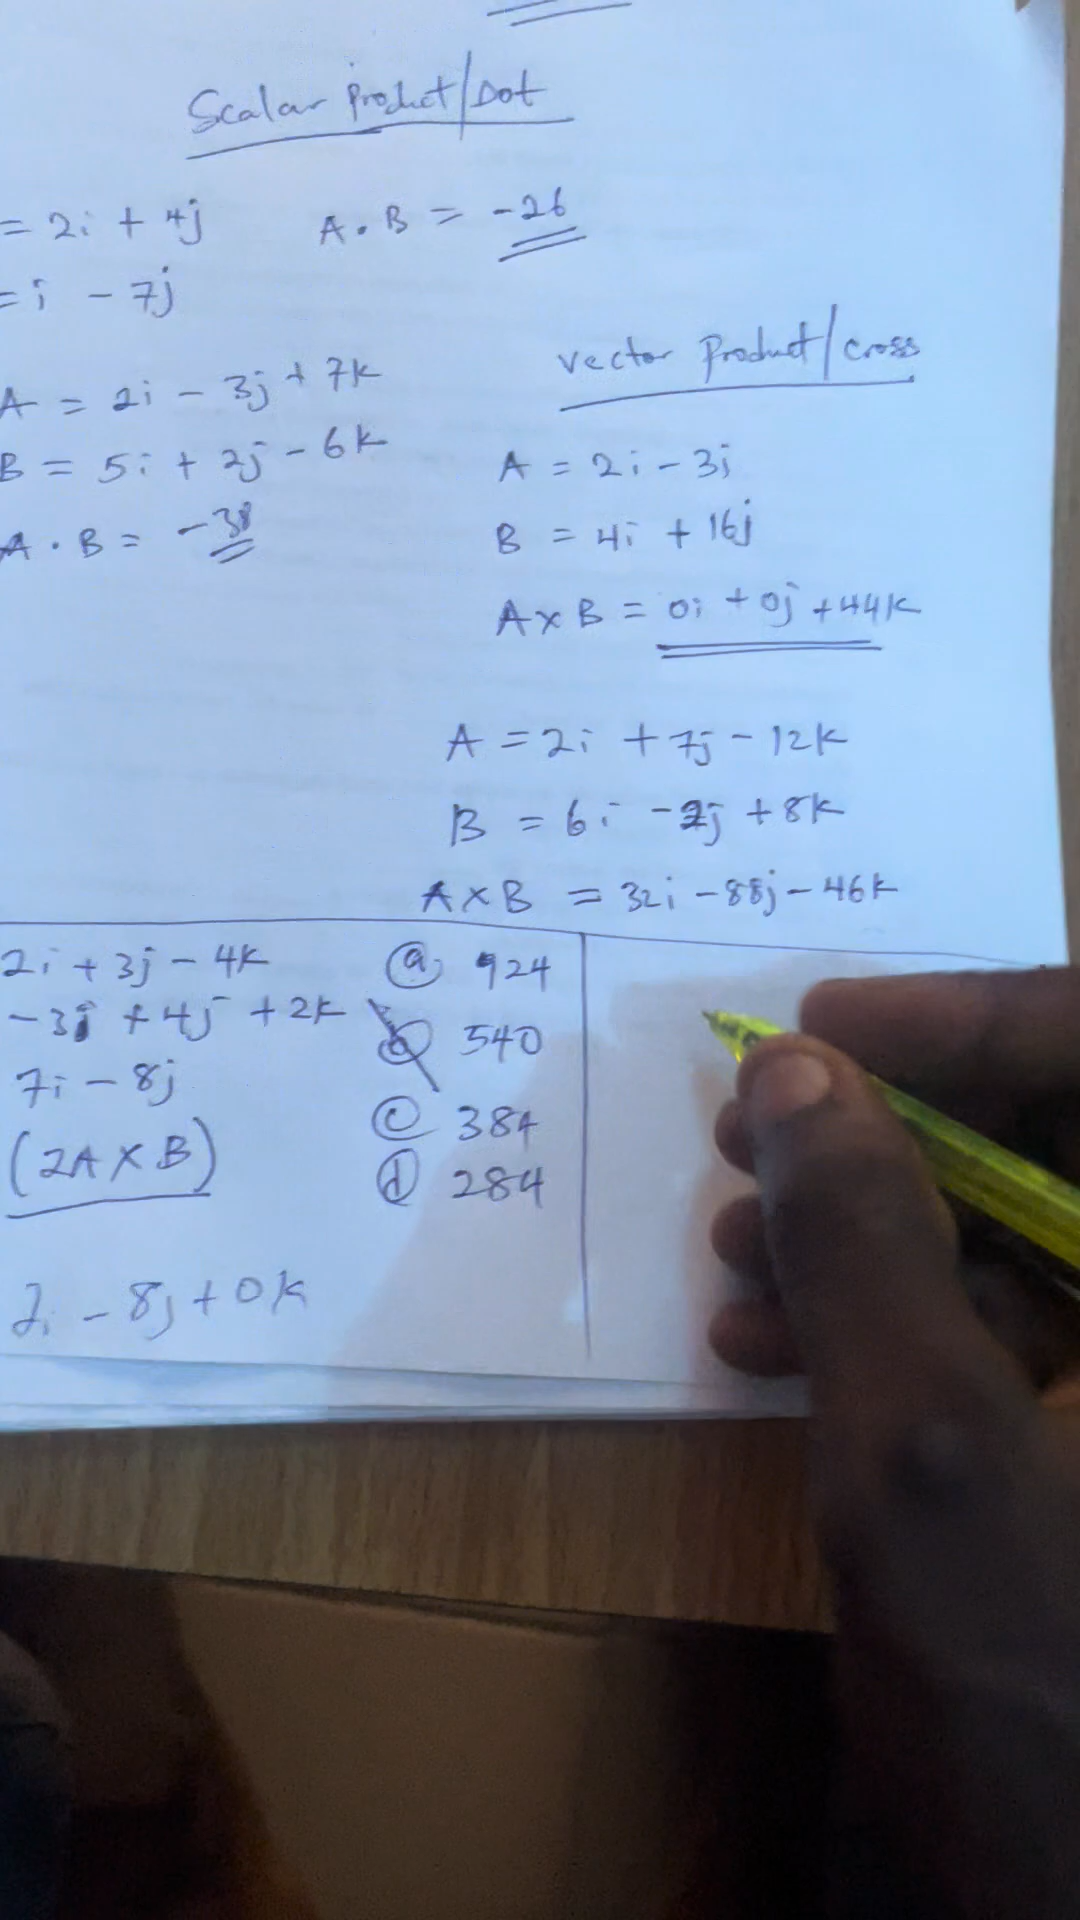 Scalar Product/Dot
= 2i + 4j
A . B = -26
= i - 7j
A = 2i - 3j + 7k
B = 5i + 2j - 6k
A . B = -38
Vector Product/cross
A = 2i - 3j
B = 4i + 16j
A x B = 0i + 0j + 44k
A = 2i + 7j - 12k
B = 6i - 2j + 8k
A x B = 32i - 88j - 46k
2i + 3j - 4k
-3i + 4j + 2k
7i - 8j
(2A x B)
i - 8j + 0k
(a) 924
(b) 540
(c) 384
(d) 284